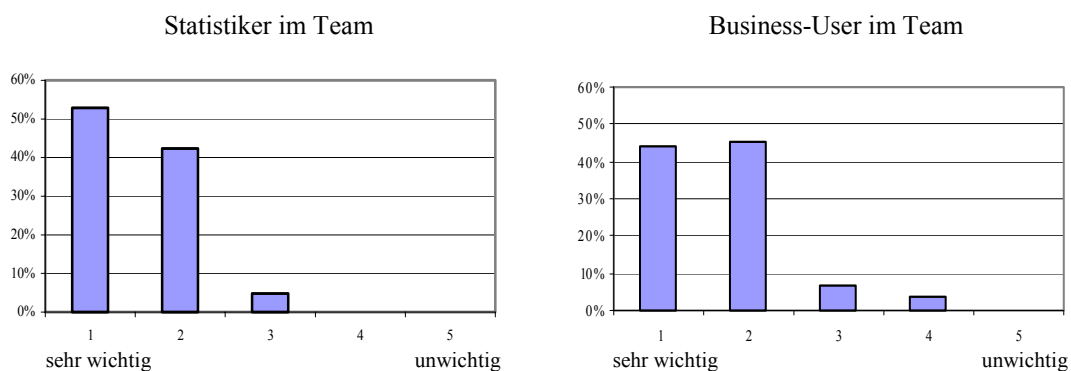 Statistiker im Team
60%
50%
40%
30%
20%
10%
0%
1 2 3 4 5
sehr wichtig unwichtig
Business-User im Team
60%
50%
40%
30%
20%
10%
0%
1 2 3 4 5
sehr wichtig unwichtig